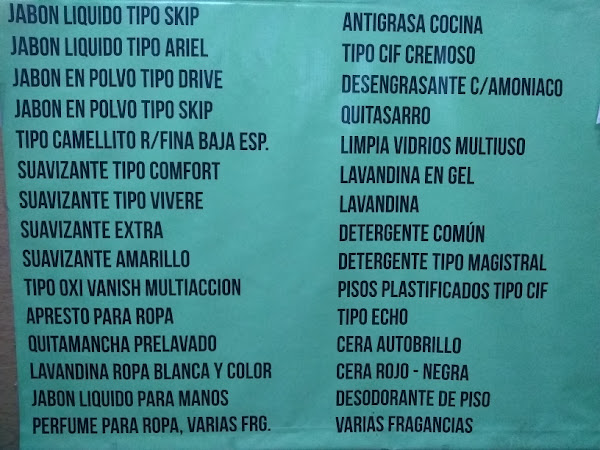 JABON LIQUIDO TIPO SKIP
JABON LIQUIDO TIPO ARIEL
JABON EN POLVO TIPO DRIVE
JABON EN POLVO TIPO SKIP
TIPO CAMELLITO R/FINA BAJA ESP.
SUAVIZANTE TIPO COMFORT
SUAVIZANTE TIPO VIVERE
SUAVIZANTE EXTRA
SUAVIZANTE AMARILLO
TIPO OXI VANISH MULTIACCION
APRESTO PARA ROPA
QUITAMANCHA PRELAVADO
LAVANDINA ROPA BLANCA Y COLOR
JABON LIQUIDO PARA MANOS
PERFUME PARA ROPA, VARIAS FRG.
ANTIGRASA COCINA
TIPO CIF CREMOSO
DESENGRASANTE C/AMONIACO
QUITASARRO
LIMPIA VIDRIOS MULTIUSO
LAVANDINA EN GEL
LAVANDINA
DETERGENTE COMÚN
DETERGENTE TIPO MAGISTRAL
PISOS PLASTIFICADOS TIPO CIF
TIPO ECHO
CERA AUTOBRILLO
CERA ROJO - NEGRA
DESODORANTE DE PISO
VARIAS FRAGANCIAS